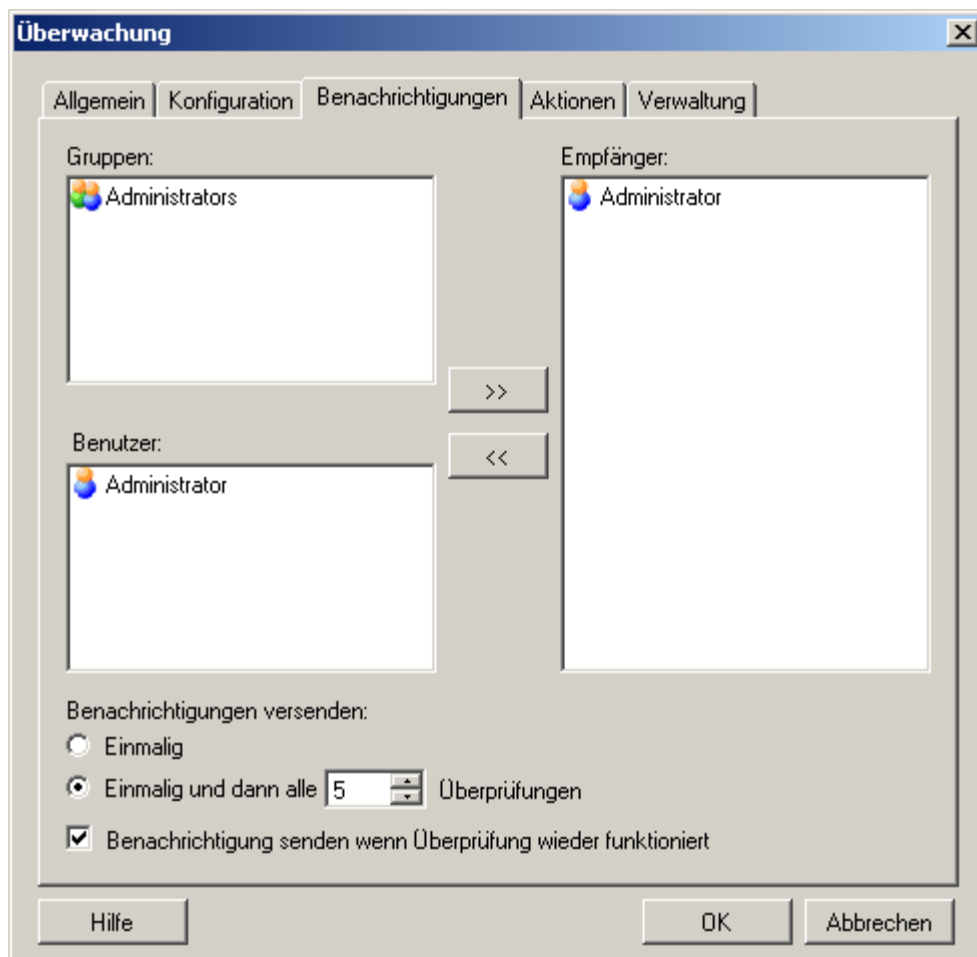 Überwachung
Allgemein Konfiguration Benachrichtigungen Aktionen Verwaltung
Gruppen:
Administrators
Empfänger:
Administrator
>>
<<
Benutzer:
Administrator
Benachrichtigungen versenden:
Einmalig
Einmalig und dann alle 5 Überprüfungen
Benachrichtigung senden wenn Überprüfung wieder funktioniert
Hilfe OK Abbrechen